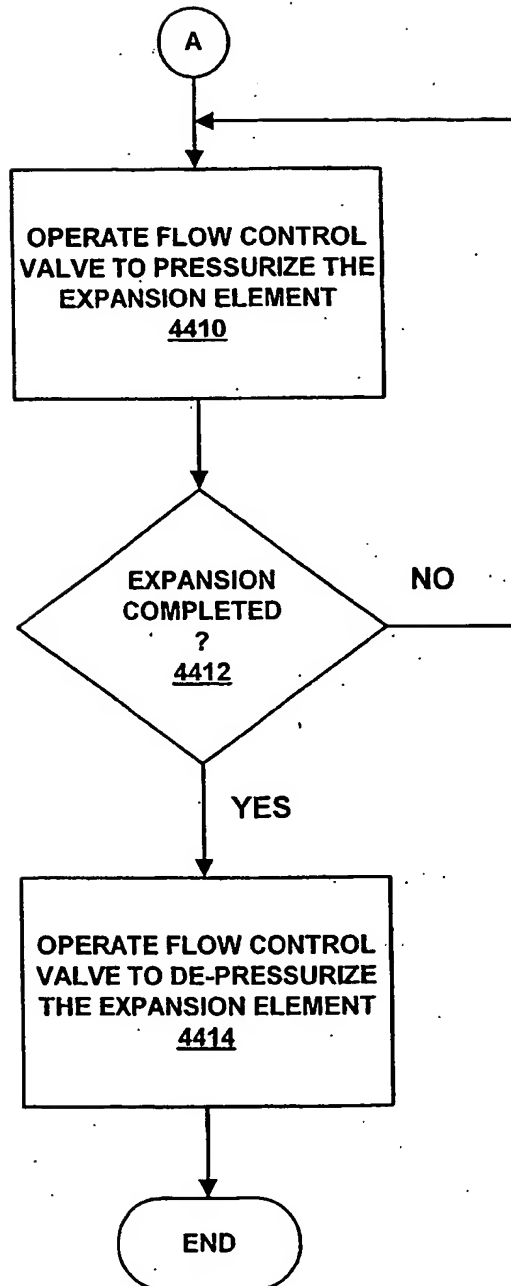 A
OPERATE FLOW CONTROL
VALVE TO PRESSURIZE THE
EXPANSION ELEMENT
4410
EXPANSION
COMPLETED
?
4412
NO
YES
OPERATE FLOW CONTROL
VALVE TO DE-PRESSURIZE
THE EXPANSION ELEMENT
4414
END